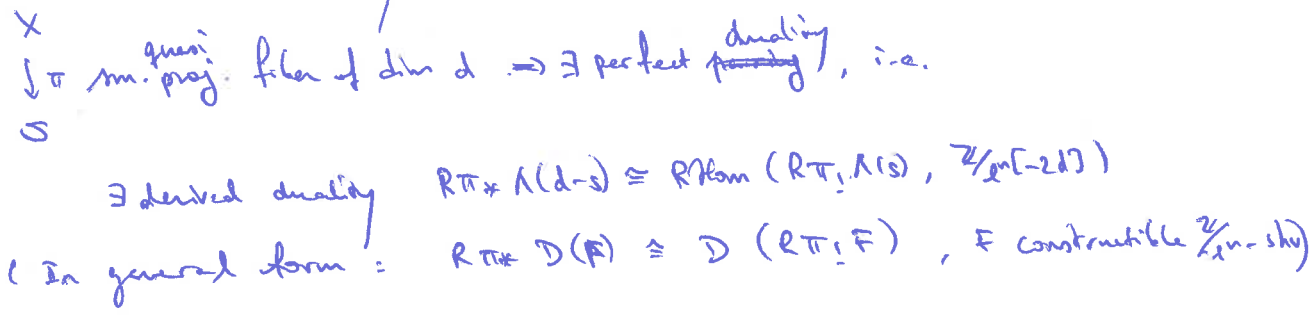 X
quasi duality
↓ π sm. proj. fiber of dim d ⇒ ∃ perfect pairing, i.e.
S
∃ derived duality Rπ* Λ(d-s) ≅ RHom (Rπ! Λ(s), ℤ/ℓⁿ[-2d])
( In general form : Rπ* D(F) ≅ D (Rπ! F) , F constructible ℤ/ℓⁿ- shv)